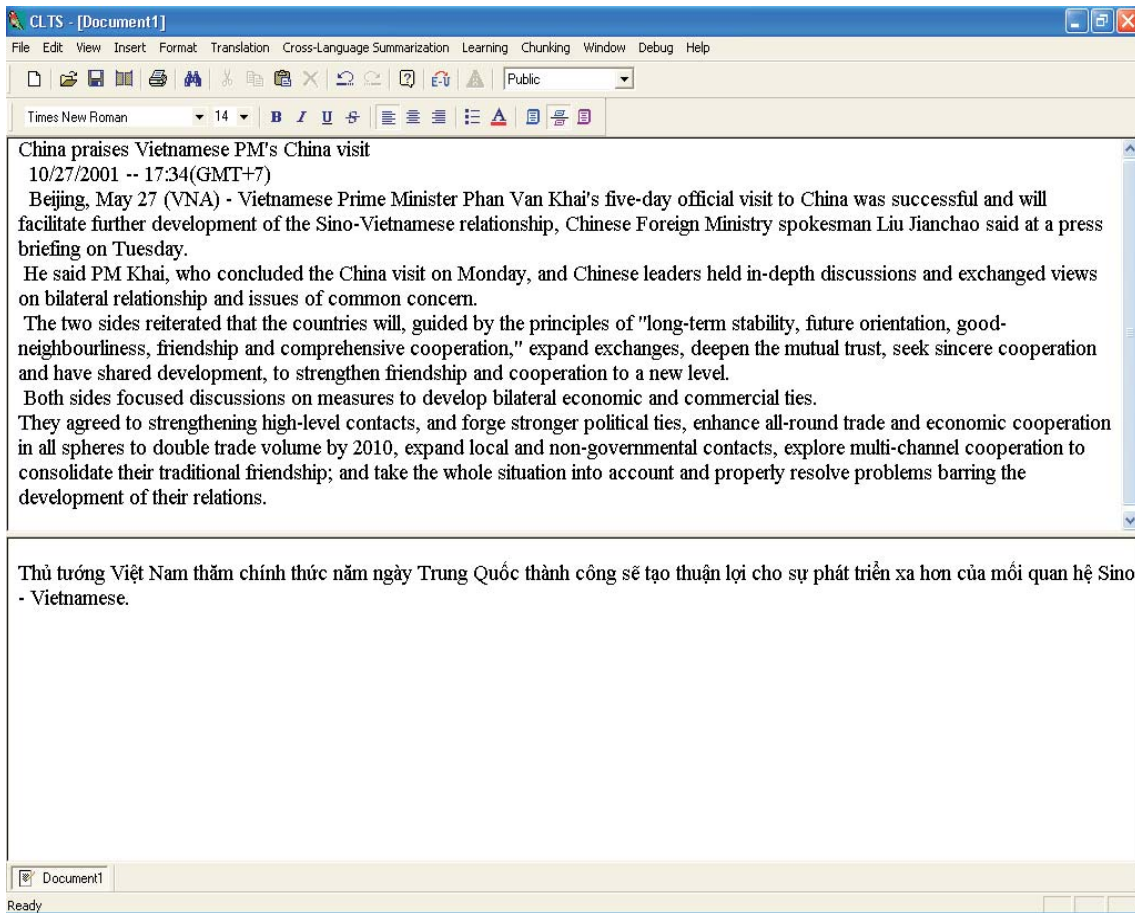 CLTS - [Document1]
File Edit View Insert Format Translation Cross-Language Summarization Learning Chunking Window Debug Help
E-U Public
Times New Roman 14 B I U S A
China praises Vietnamese PM's China visit
10/27/2001 -- 17:34(GMT+7)
Beijing, May 27 (VNA) - Vietnamese Prime Minister Phan Van Khai's five-day official visit to China was successful and will
facilitate further development of the Sino-Vietnamese relationship, Chinese Foreign Ministry spokesman Liu Jianchao said at a press
briefing on Tuesday.
He said PM Khai, who concluded the China visit on Monday, and Chinese leaders held in-depth discussions and exchanged views
on bilateral relationship and issues of common concern.
The two sides reiterated that the countries will, guided by the principles of "long-term stability, future orientation, good-
neighbourliness, friendship and comprehensive cooperation," expand exchanges, deepen the mutual trust, seek sincere cooperation
and have shared development, to strengthen friendship and cooperation to a new level.
Both sides focused discussions on measures to develop bilateral economic and commercial ties.
They agreed to strengthening high-level contacts, and forge stronger political ties, enhance all-round trade and economic cooperation
in all spheres to double trade volume by 2010, expand local and non-governmental contacts, explore multi-channel cooperation to
consolidate their traditional friendship; and take the whole situation into account and properly resolve problems barring the
development of their relations.
Thủ tướng Việt Nam thăm chính thức năm ngày Trung Quốc thành công sẽ tạo thuận lợi cho sự phát triển xa hơn của mối quan hệ Sino
- Vietnamese.
Document1
Ready